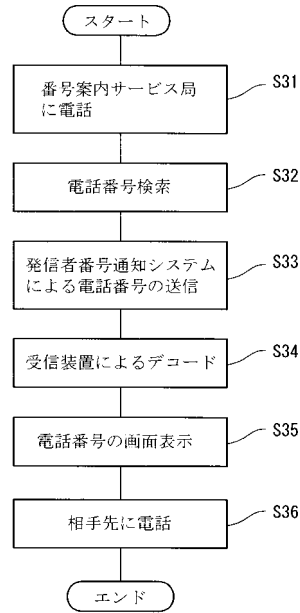 スタート
番号案内サービス局
に電話
S31
電話番号検索
S32
発信者番号通知システム
による電話番号の送信
S33
受信装置によるデコード
S34
電話番号の画面表示
S35
相手先に電話
S36
エンド